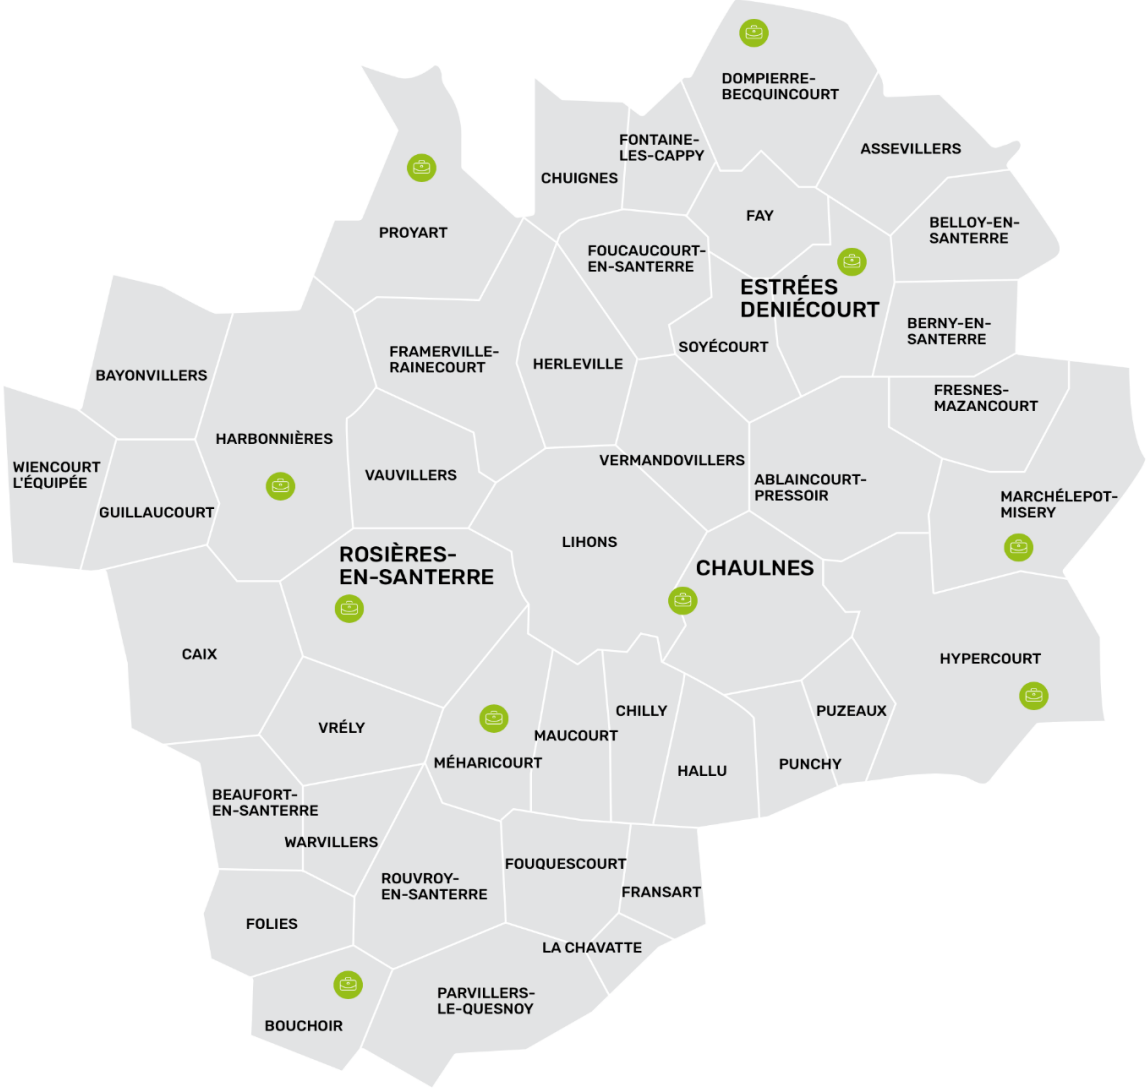 DOMPIERRE-
BECQUINCOURT
FONTAINE-
LES-CAPPY
ASSEVILLERS
CHUIGNES
FAY
BELLOY-EN-
SANTERRE
PROYART
FOUCAUCOURT-
EN-SANTERRE
ESTRÉES
DENIÉCOURT
BERNY-EN-
SANTERRE
SOYÉCOURT
FRAMERVILLE-
RAINECOURT
HERLEVILLE
BAYONVILLERS
FRESNES-
MAZANCOURT
HARBONNIÈRES
VERMANDOVILLERS
WIENCOURT
L'ÉQUIPÉE
VAUVILLERS
ABLAINCOURT-
PRESSOIR
MARCHÉLEPOT-
MISERY
GUILLAUCOURT
LIHONS
ROSIÈRES-
EN-SANTERRE
CHAULNES
CAIX
HYPERCOURT
CHILLY
PUZEAUX
VRÉLY
MAUCOURT
MÉHARICOURT
HALLU
PUNCHY
BEAUFORT-
EN-SANTERRE
WARVILLERS
FOUQUESCOURT
ROUVROY-
EN-SANTERRE
FRANSART
FOLIES
LA CHAVATTE
PARVILLERS-
LE-QUESNOY
BOUCHOIR